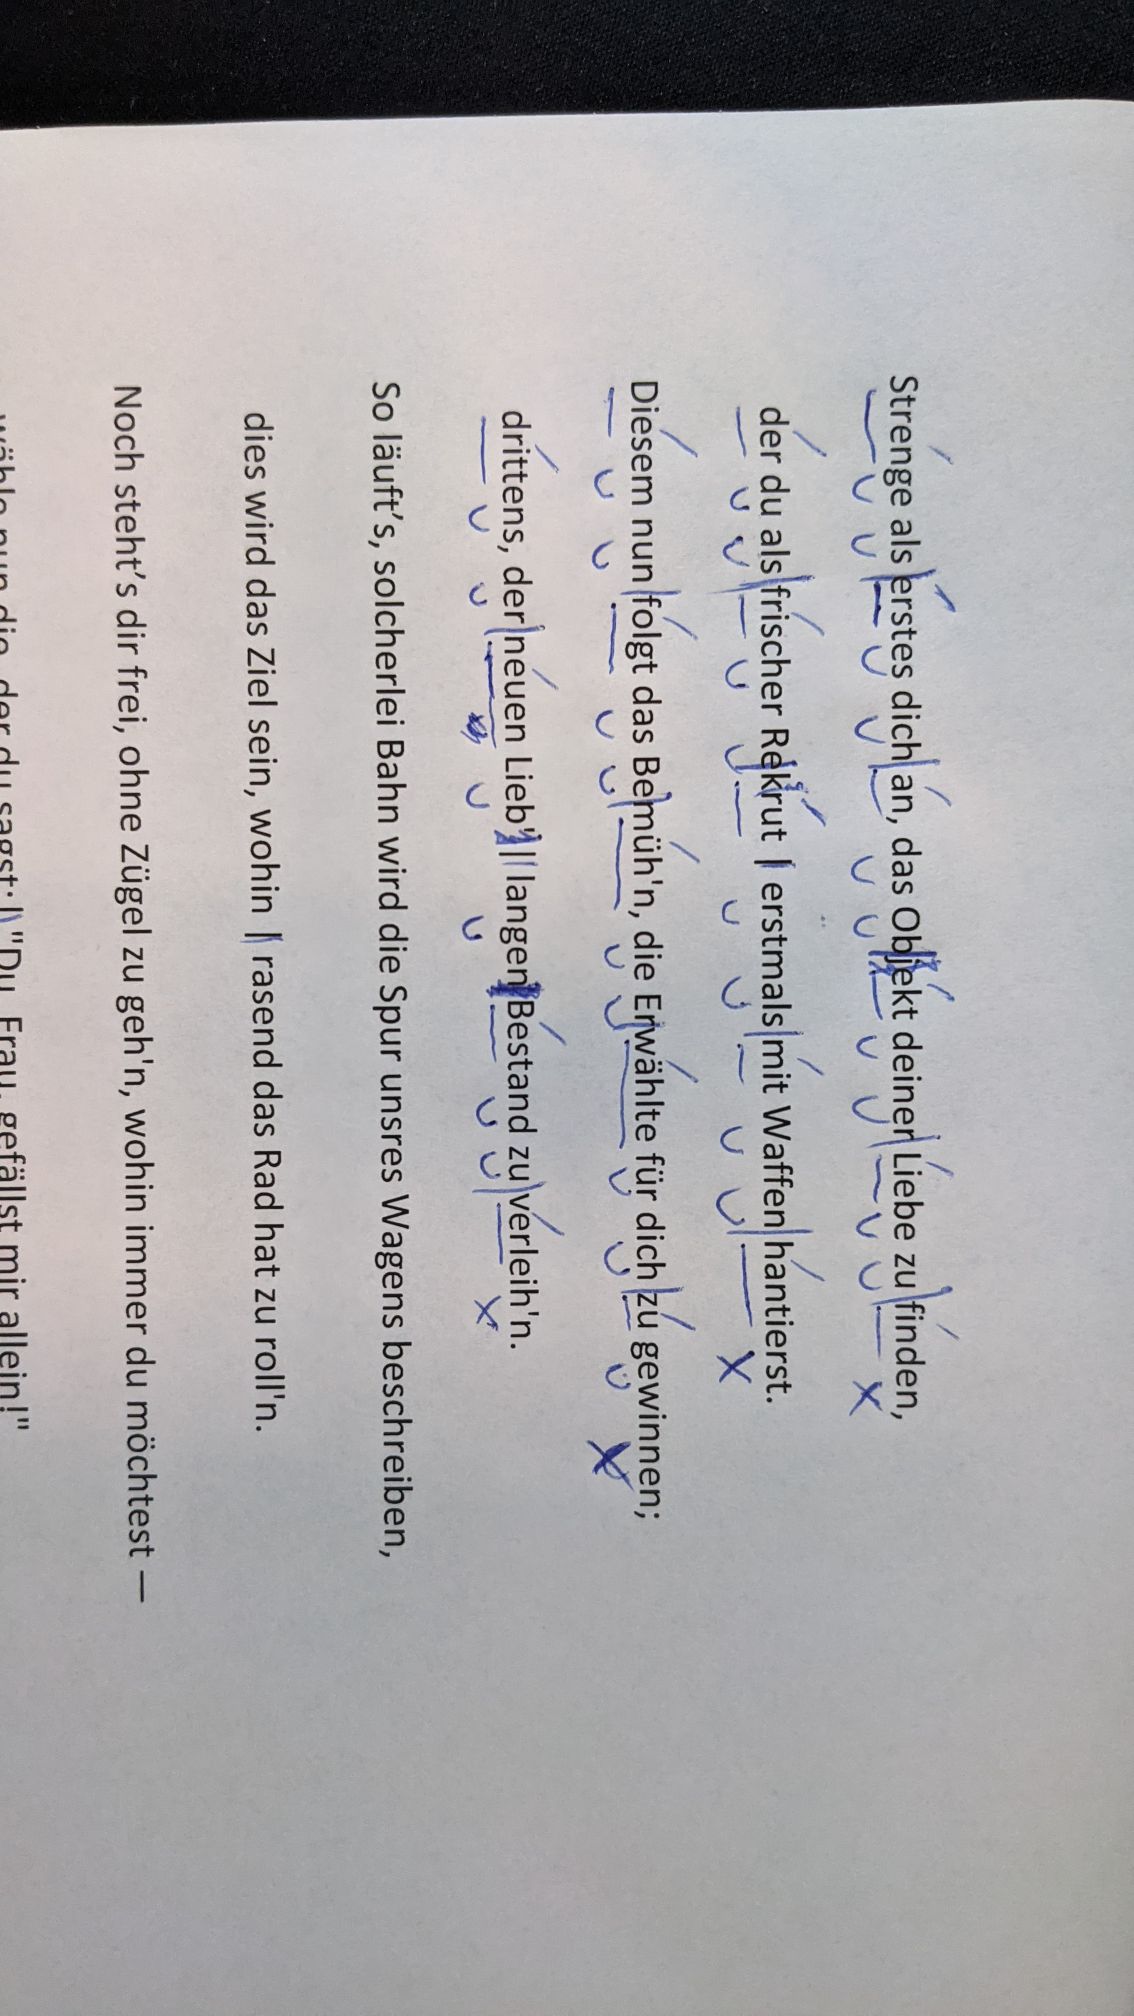 Strenge als erstes dich an, das Objekt deiner Liebe zu finden,
der du als frischer Rekrut | erstmals mit Waffen hantierst.
Diesem nun folgt das Bemüh'n, die Erwählte für dich zu gewinnen;
drittens, der neuen Lieb' || langen Bestand zu verleih'n.
So läuft’s, solcherlei Bahn wird die Spur unsres Wagens beschreiben,
dies wird das Ziel sein, wohin | rasend das Rad hat zu roll'n.
Noch steht’s dir frei, ohne Zügel zu geh'n, wohin immer du möchtest —
wähle nun die, der du sagst: | "Du, Frau, gefällst mir allein!"